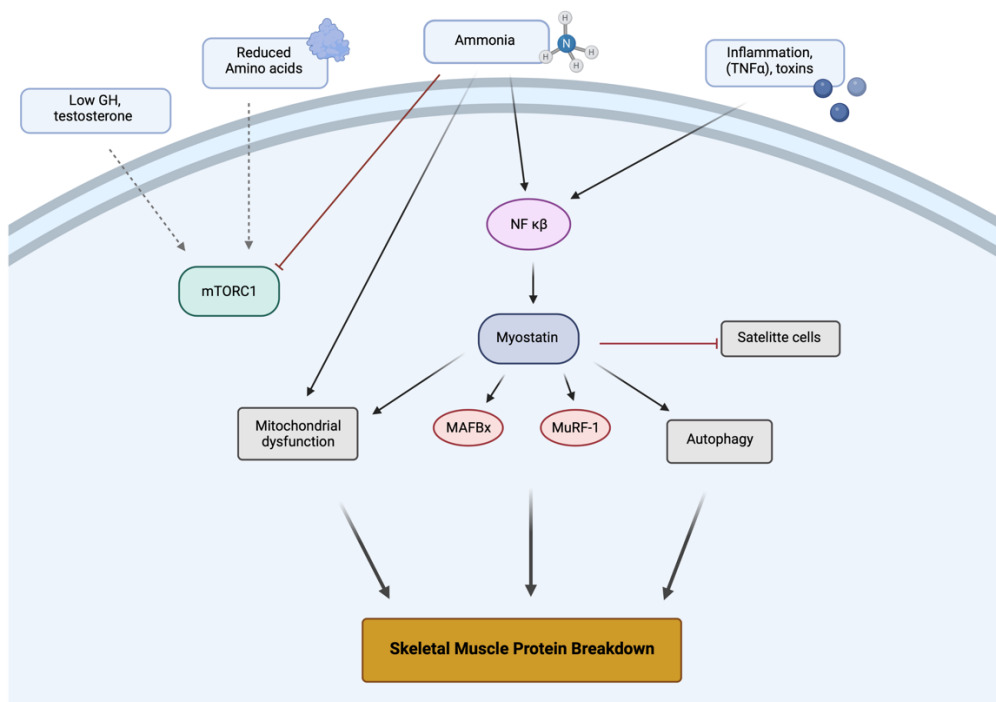 Ammonia
H
N
H
H
H
Reduced
Amino acids
Inflammation,
(TNFα), toxins
Low GH,
testosterone
NF κβ
mTORC1
Myostatin
Satelitte cells
Mitochondrial
dysfunction
MAFBx
MuRF-1
Autophagy
Skeletal Muscle Protein Breakdown